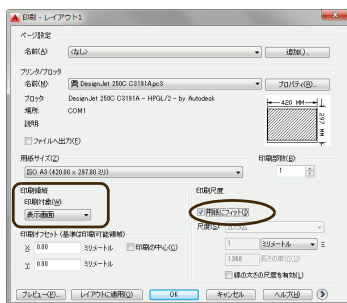 印刷 - レイアウト1
ページ設定
名前(A): <なし> 追加()...
プリンタ/プロッタ
名前(M): DesignJet 250C C3191A.pc3 プロパティ(R)...
プロッタ: DesignJet 250C C3191A - HPGL/2 - by Autodesk
場所: COM1
説明:
ファイルへ出力(F)
420 MM
297 MM
用紙サイズ(Z) 印刷部数(B):
ISO A3 (420.00 x 297.00 ミリ) 1
印刷領域 印刷尺度
印刷対象(W): 用紙にフィット(I)
表示画面 尺度(S): カスタム
印刷オフセット (基準は印刷可能領域) 1 ミリメートル =
X: 0.00 ミリメートル 印刷の中心(C) 長さの単位(U)
Y: 0.00 ミリメートル 線の太さの尺度を有効(L)
プレビュー(P)... レイアウトに適用() OK キャンセル ヘルプ(H)